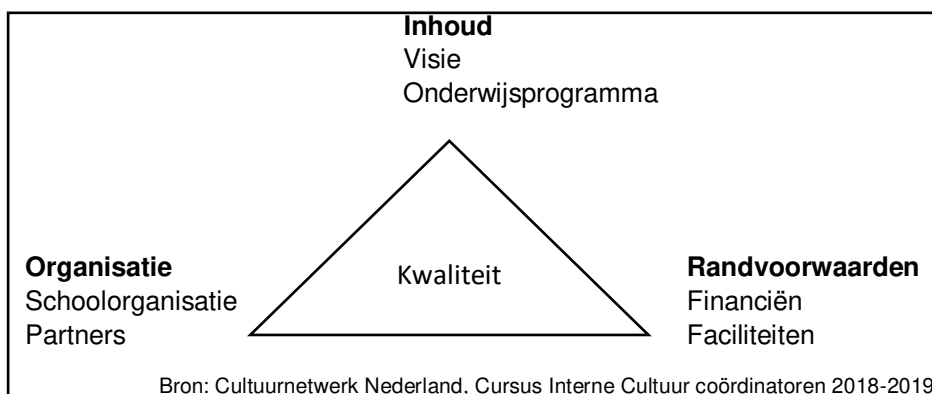 Inhoud
Visie
Onderwijsprogramma
Kwaliteit
Organisatie
Schoolorganisatie
Partners
Randvoorwaarden
Financiën
Faciliteiten
Bron: Cultuurnetwerk Nederland, Cursus Interne Cultuur coördinatoren 2018-2019